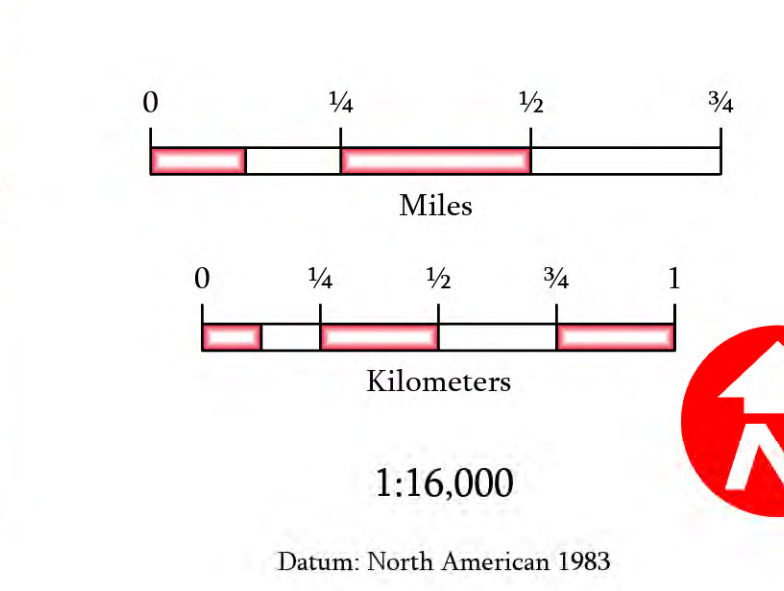 0 ¼ ½ ¾
Miles
0 ¼ ½ ¾ 1
Kilometers
N
1:16,000
Datum: North American 1983